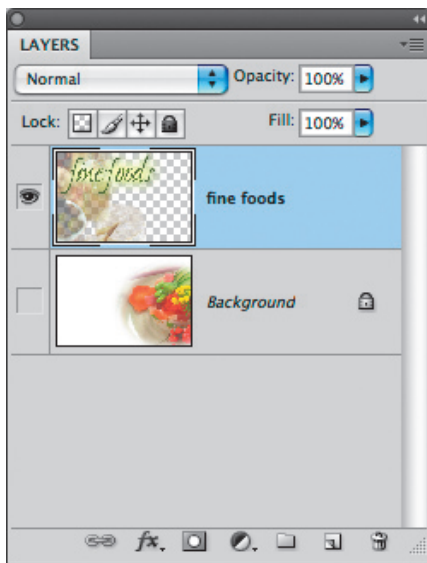 LAYERS
Normal Opacity: 100%
Lock: Fill: 100%
fine foods
fine foods
Background
fx.